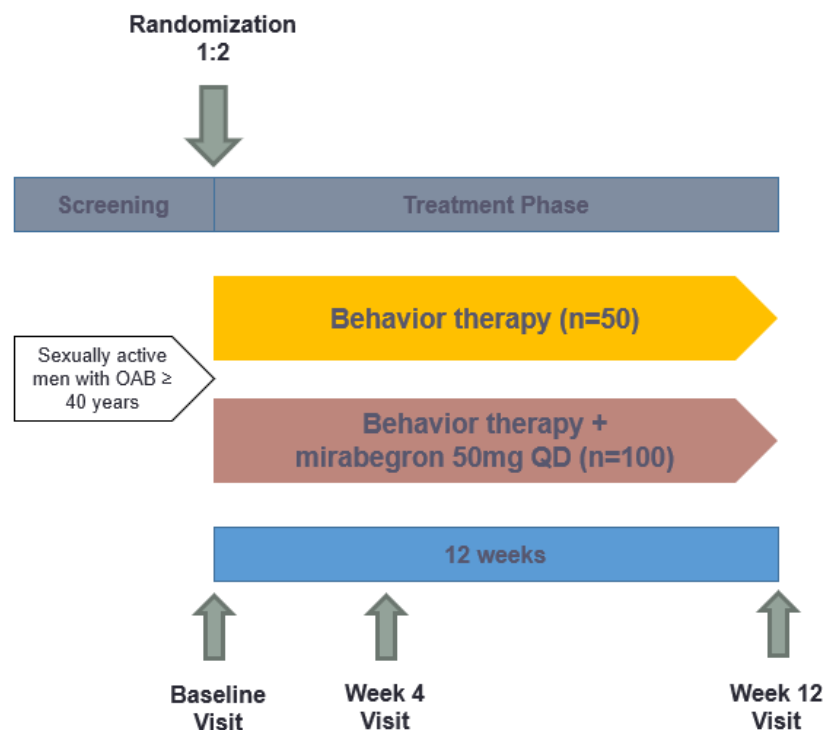 Randomization
1:2
Screening
Treatment Phase
Behavior therapy (n=50)
Sexually active
men with OAB ≥
40 years
Behavior therapy +
mirabegron 50mg QD (n=100)
12 weeks
Baseline
Visit
Week 4
Visit
Week 12
Visit